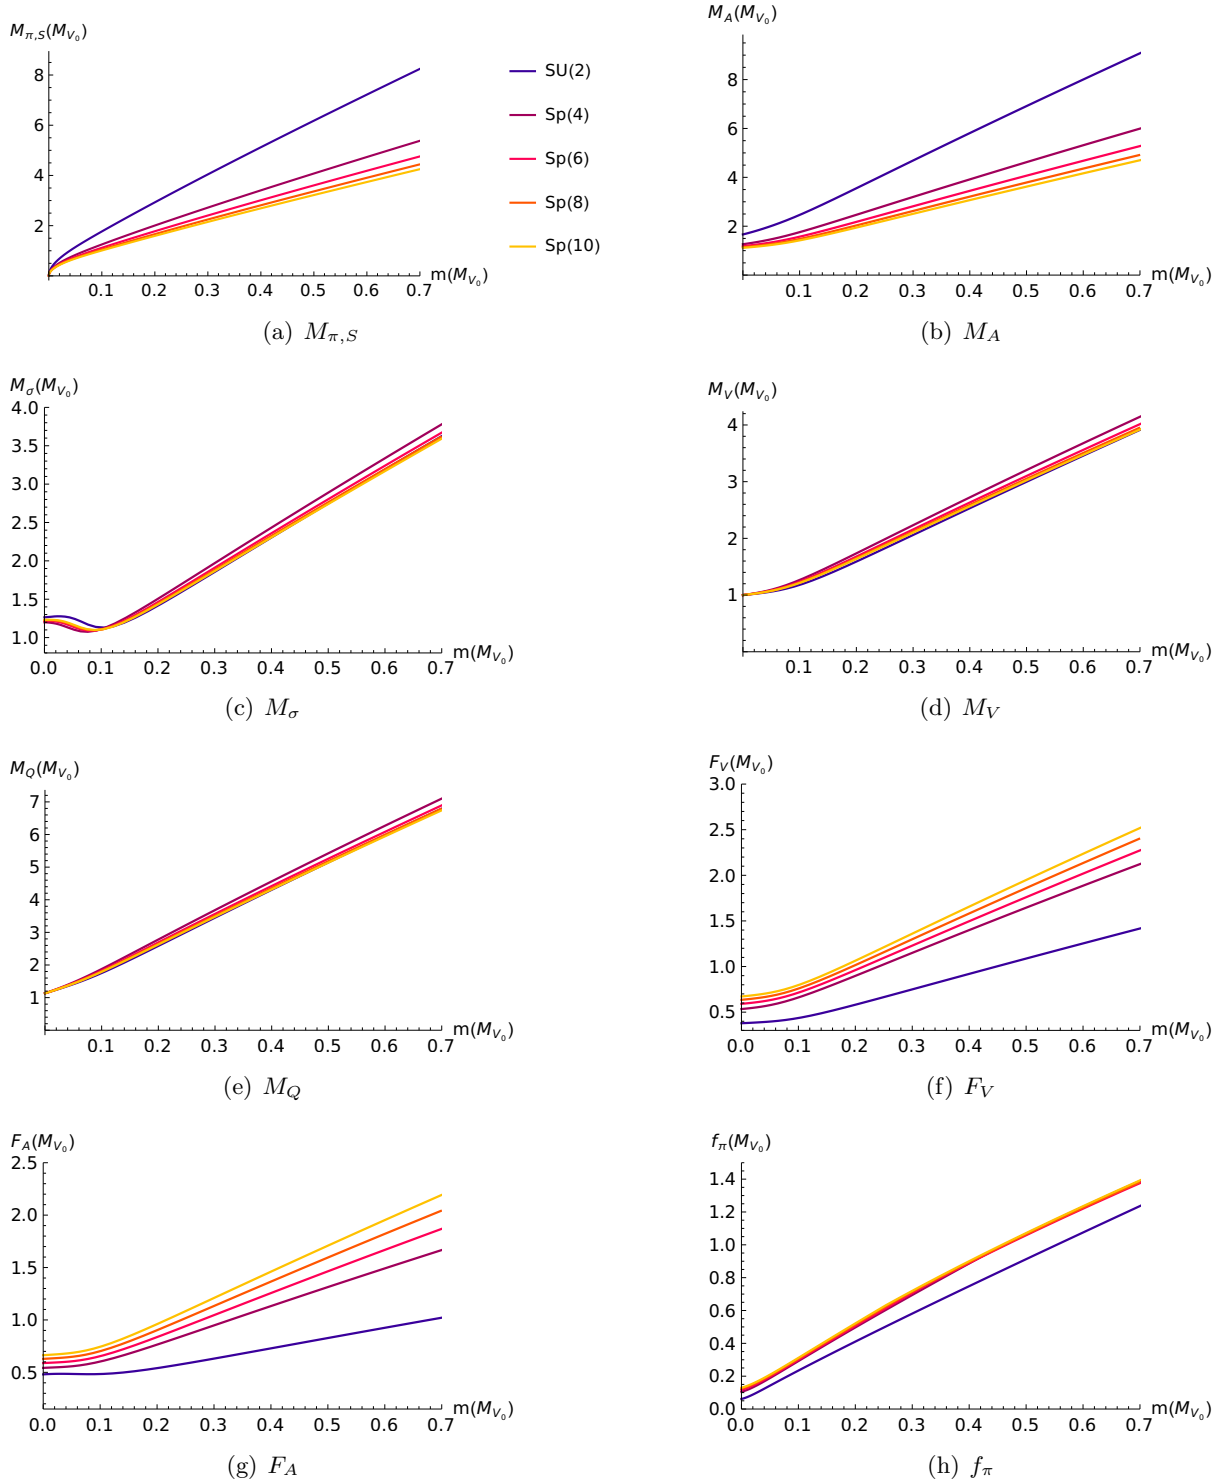 M_{π,S}(M_{V_0})
8
6
4
2
0.1 0.2 0.3 0.4 0.5 0.6 0.7
m(M_{V_0})
SU(2)
Sp(4)
Sp(6)
Sp(8)
Sp(10)
(a) M_{π,S}
M_A(M_{V_0})
8
6
4
2
0.1 0.2 0.3 0.4 0.5 0.6 0.7
m(M_{V_0})
(b) M_A
M_σ(M_{V_0})
4.0
3.5
3.0
2.5
2.0
1.5
1.0
0.0 0.1 0.2 0.3 0.4 0.5 0.6 0.7
m(M_{V_0})
(c) M_σ
M_V(M_{V_0})
4
3
2
1
0.1 0.2 0.3 0.4 0.5 0.6 0.7
m(M_{V_0})
(d) M_V
M_Q(M_{V_0})
7
6
5
4
3
2
1
0.1 0.2 0.3 0.4 0.5 0.6 0.7
m(M_{V_0})
(e) M_Q
F_V(M_{V_0})
3.0
2.5
2.0
1.5
1.0
0.5
0.0 0.1 0.2 0.3 0.4 0.5 0.6 0.7
m(M_{V_0})
(f) F_V
F_A(M_{V_0})
2.5
2.0
1.5
1.0
0.5
0.0 0.1 0.2 0.3 0.4 0.5 0.6 0.7
m(M_{V_0})
(g) F_A
f_π(M_{V_0})
1.4
1.2
1.0
0.8
0.6
0.4
0.2
0.0
0.0 0.1 0.2 0.3 0.4 0.5 0.6 0.7
m(M_{V_0})
(h) f_π